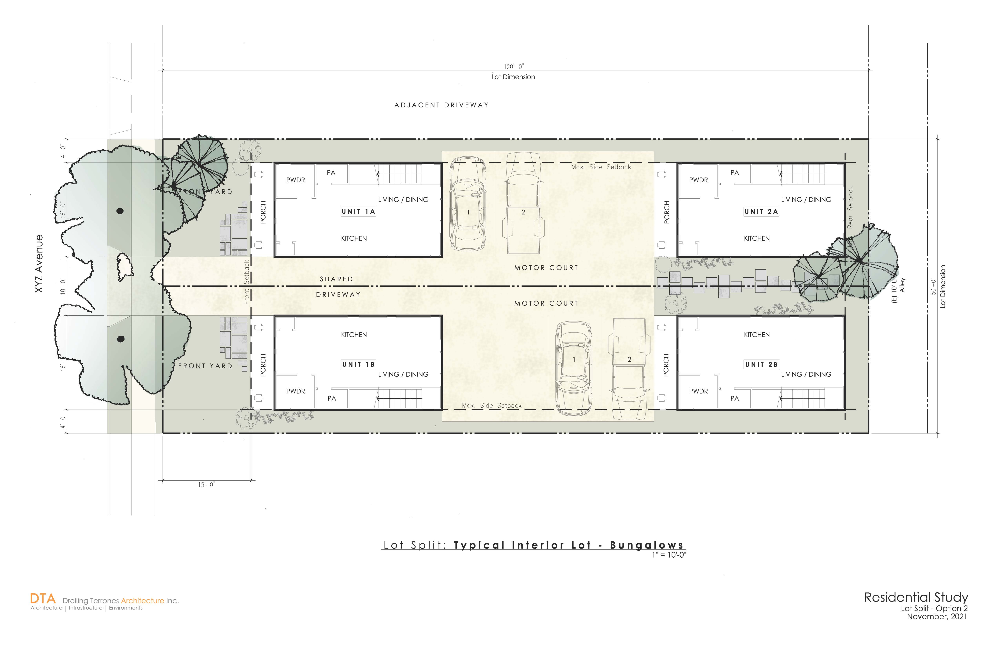 120'-0"
Lot Dimension
ADJACENT DRIVEWAY
4'-0"
16'-0"
10'-0"
16'-0"
4'-0"
XYZ Avenue
FRONT YARD
PORCH
PWDR
PA
LIVING / DINING
UNIT 1A
KITCHEN
1
2
Max. Side Setback
PORCH
PWDR
PA
LIVING / DINING
UNIT 2A
KITCHEN
Max. Rear Setback
Front Setback
SHARED
DRIVEWAY
MOTOR COURT
MOTOR COURT
(E) 10' Utility
Alley
50'-0"
Lot Dimension
FRONT YARD
PORCH
KITCHEN
UNIT 1B
LIVING / DINING
PWDR
PA
1
2
Max. Side Setback
PORCH
KITCHEN
UNIT 2B
LIVING / DINING
PWDR
PA
15'-0"
Lot Split: Typical Interior Lot - Bungalows
1" = 10'-0"
DTA Dreiling Terrones Architecture Inc.
Architecture | Infrastructure | Environments
Residential Study
Lot Split - Option 2
November, 2021